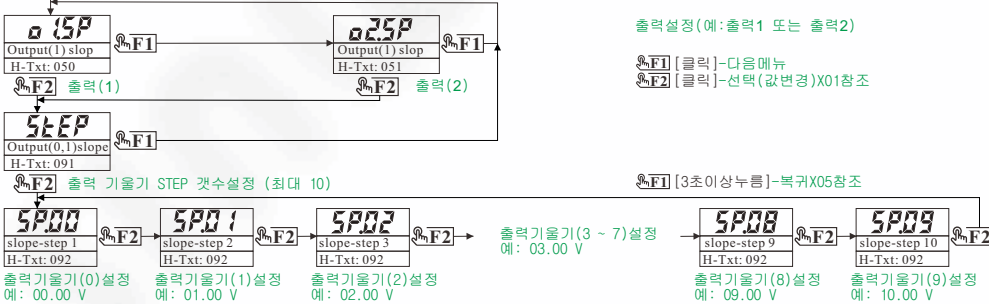 o1.SP
Output(1) slop
H-Txt: 050
F1
o2.SP
Output(1) slop
H-Txt: 051
F1
출력설정(예:출력1 또는 출력2)
F1 [클릭]-다음메뉴
F2 [클릭]-선택(값변경)X01참조
F2 출력(1)
F2 출력(2)
StEP
Output(0,1)slope
H-Txt: 091
F1
F2 출력 기울기 STEP 갯수설정 (최대 10)
F1 [3초이상누름]-복귀X05참조
SP.00
slope-step 1
H-Txt: 092
F2
출력기울기(0)설정
예: 00.00 V
SP.01
slope-step 2
H-Txt: 092
F2
출력기울기(1)설정
예: 01.00 V
SP.02
slope-step 3
H-Txt: 092
F2
출력기울기(2)설정
예: 02.00 V
출력기울기(3 ~ 7)설정
예: 03.00 V
SP.08
slope-step 9
H-Txt: 092
F2
출력기울기(8)설정
예: 09.00 V
SP.09
slope-step 10
H-Txt: 092
F2
출력기울기(9)설정
예: 10.00 V